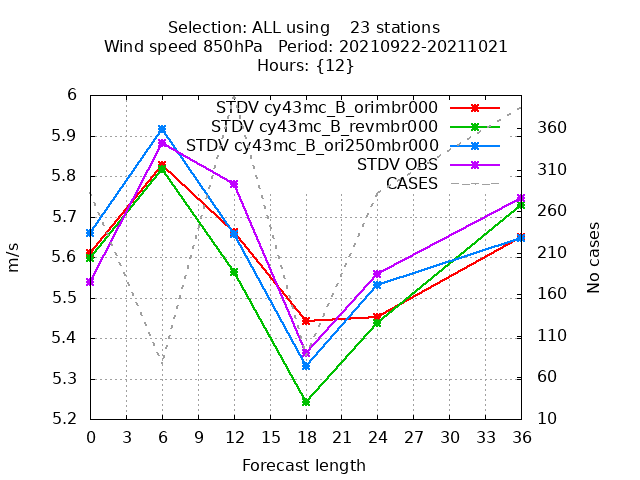 Selection: ALL using    23 stations
Wind speed 850hPa   Period: 20210922-20211021
Hours: {12}
STDV cy43mc_B_orimbr000
STDV cy43mc_B_revmbr000
STDV cy43mc_B_ori250mbr000
STDV OBS
CASES
6
5.9
5.8
5.7
5.6
5.5
5.4
5.3
5.2
m/s
360
310
260
210
160
110
60
10
No cases
0 3 6 9 12 15 18 21 24 27 30 33 36
Forecast length